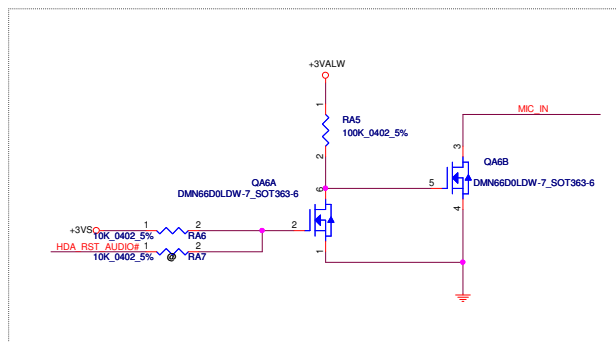 +3VALW
1
RA5
100K_0402_5%
2
MIC_IN
3
QA6B
DMN66D0LDW-7_SOT363-6
5
4
QA6A
DMN66D0LDW-7_SOT363-6
6
2
1
+3VS
1
2
10K_0402_5%
RA6
HDA_RST_AUDIO#
1
2
10K_0402_5%
@
RA7